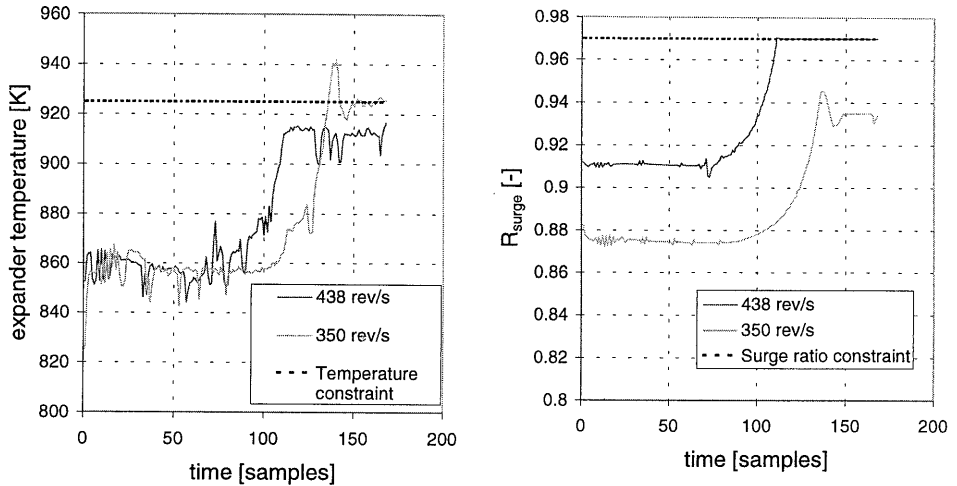 960
940
920
900
880
860
840
820
800
expander temperature [K]
0
50
100
150
200
time [samples]
438 rev/s
350 rev/s
Temperature
constraint
1
0.98
0.96
0.94
0.92
0.9
0.88
0.86
0.84
0.82
0.8
R_surge [-]
0
50
100
150
200
time [samples]
438 rev/s
350 rev/s
Surge ratio constraint